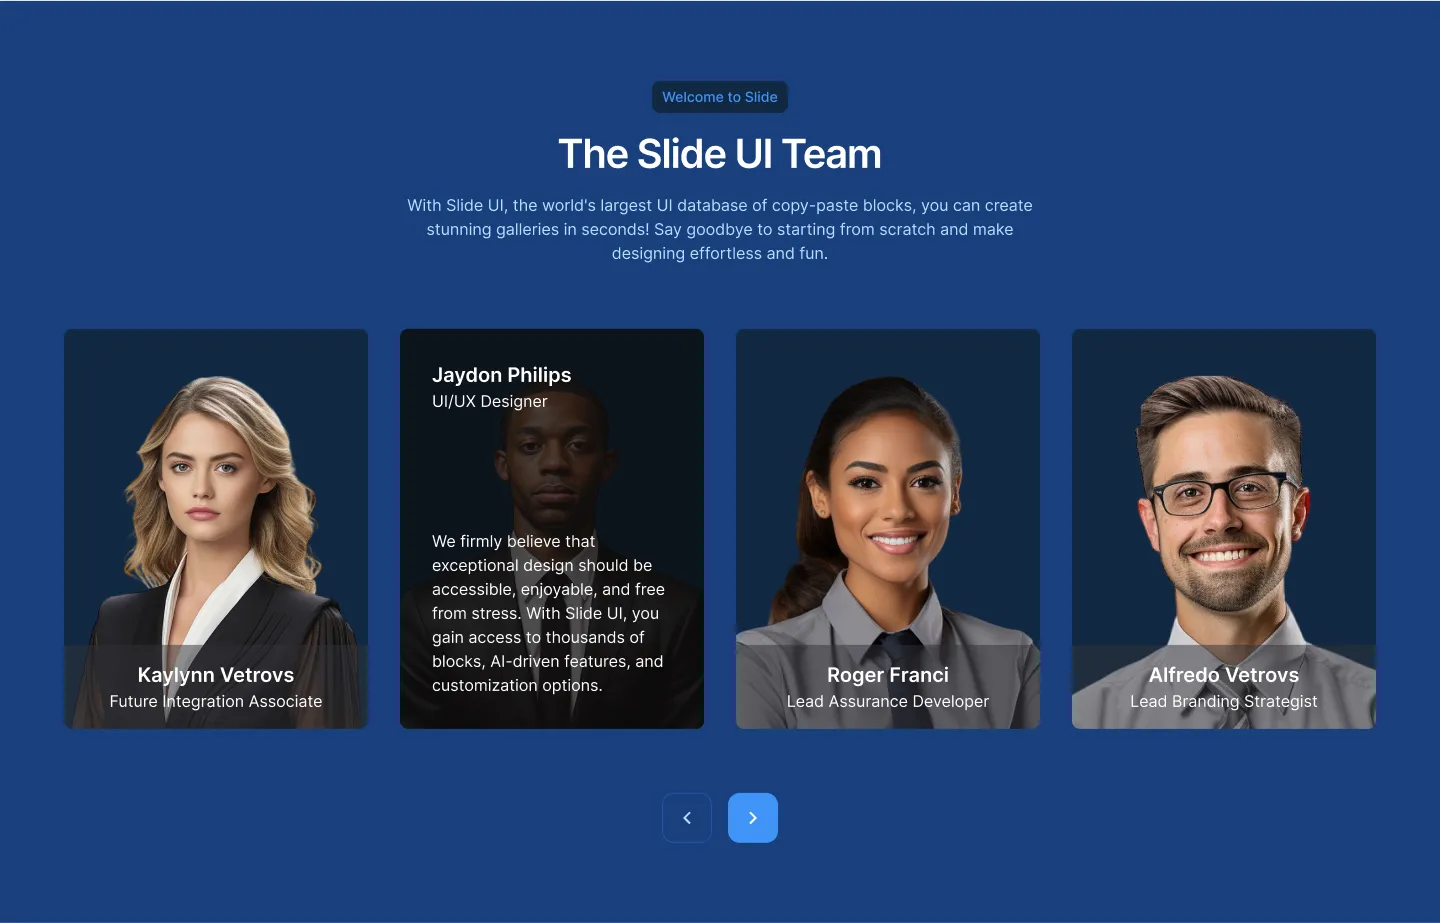 Welcome to Slide
The Slide UI Team
With Slide UI, the world's largest UI database of copy-paste blocks, you can create
stunning galleries in seconds! Say goodbye to starting from scratch and make
designing effortless and fun.
Kaylynn Vetrovs
Future Integration Associate
Jaydon Philips
UI/UX Designer
We firmly believe that
exceptional design should be
accessible, enjoyable, and free
from stress. With Slide UI, you
gain access to thousands of
blocks, AI-driven features, and
customization options.
Roger Franci
Lead Assurance Developer
Alfredo Vetrovs
Lead Branding Strategist